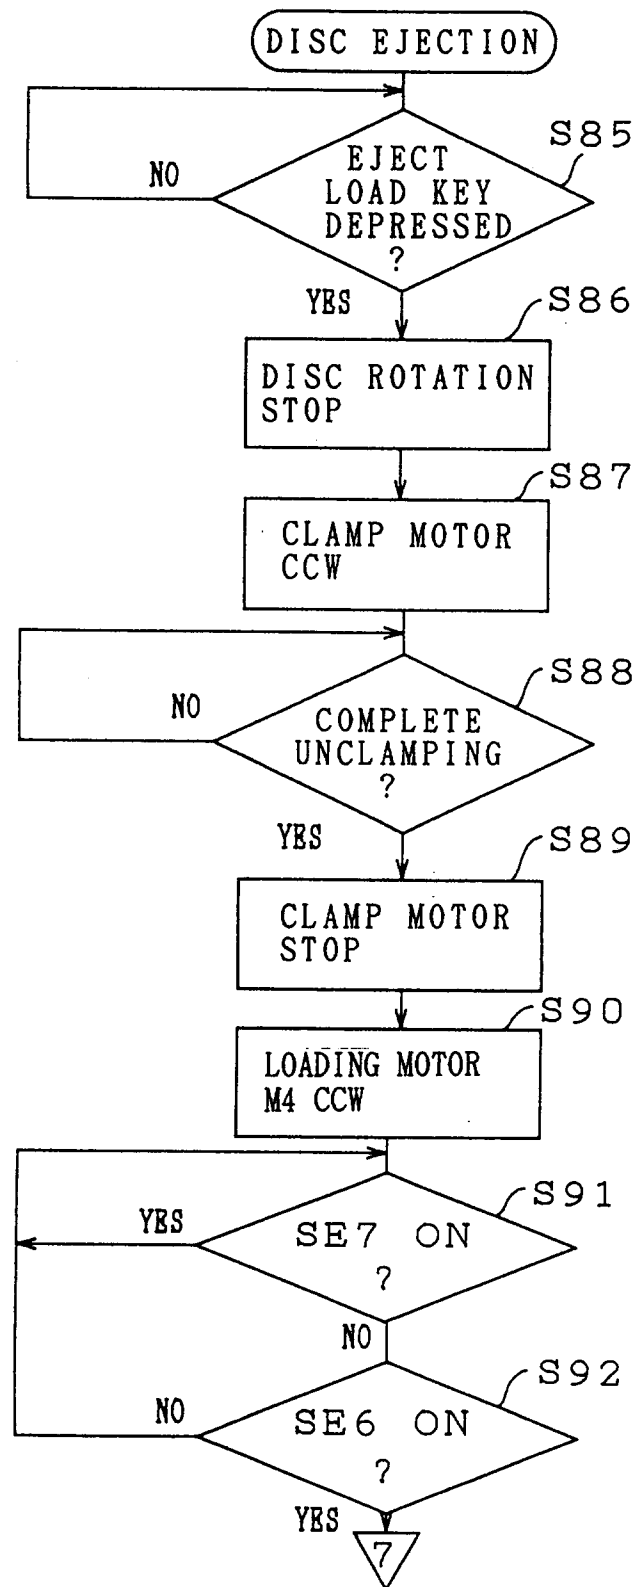 DISC EJECTION
S85
EJECT
LOAD KEY
DEPRESSED
?
NO
YES
S86
DISC ROTATION
STOP
S87
CLAMP MOTOR
CCW
S88
COMPLETE
UNCLAMPING
?
NO
YES
S89
CLAMP MOTOR
STOP
S90
LOADING MOTOR
M4 CCW
S91
SE7 ON
?
YES
NO
S92
SE6 ON
?
NO
YES
7